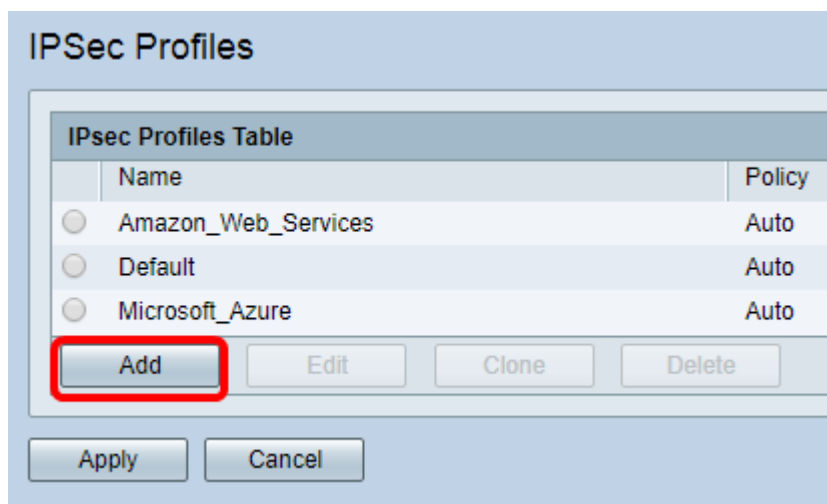 IPSec Profiles
IPsec Profiles Table
Name Policy
Amazon_Web_Services Auto
Default Auto
Microsoft_Azure Auto
Add Edit Clone Delete
Apply Cancel